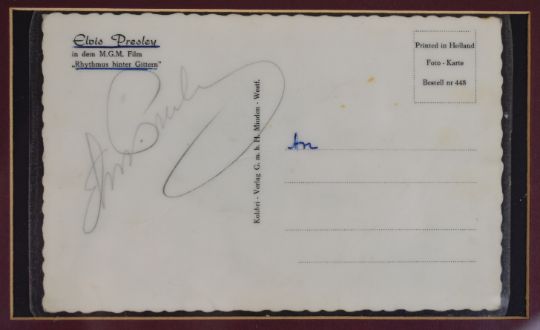 Elvis Presley
in dem M.G.M. Film
„Rhythmus hinter Gittern"
Printed in Holland
Foto - Karte
Bestell nr 448
Kolibri - Verlag G. m. b. H. Minden - Westf.
An